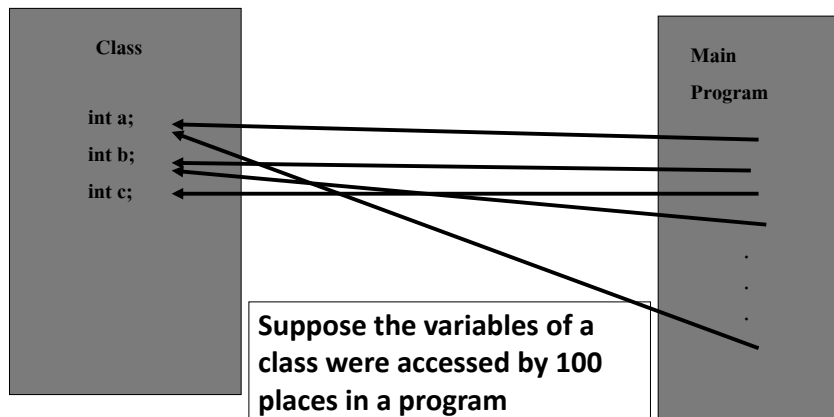 Class
int a;
int b;
int c;
Main
Program
.
.
.
Suppose the variables of a
class were accessed by 100
places in a program